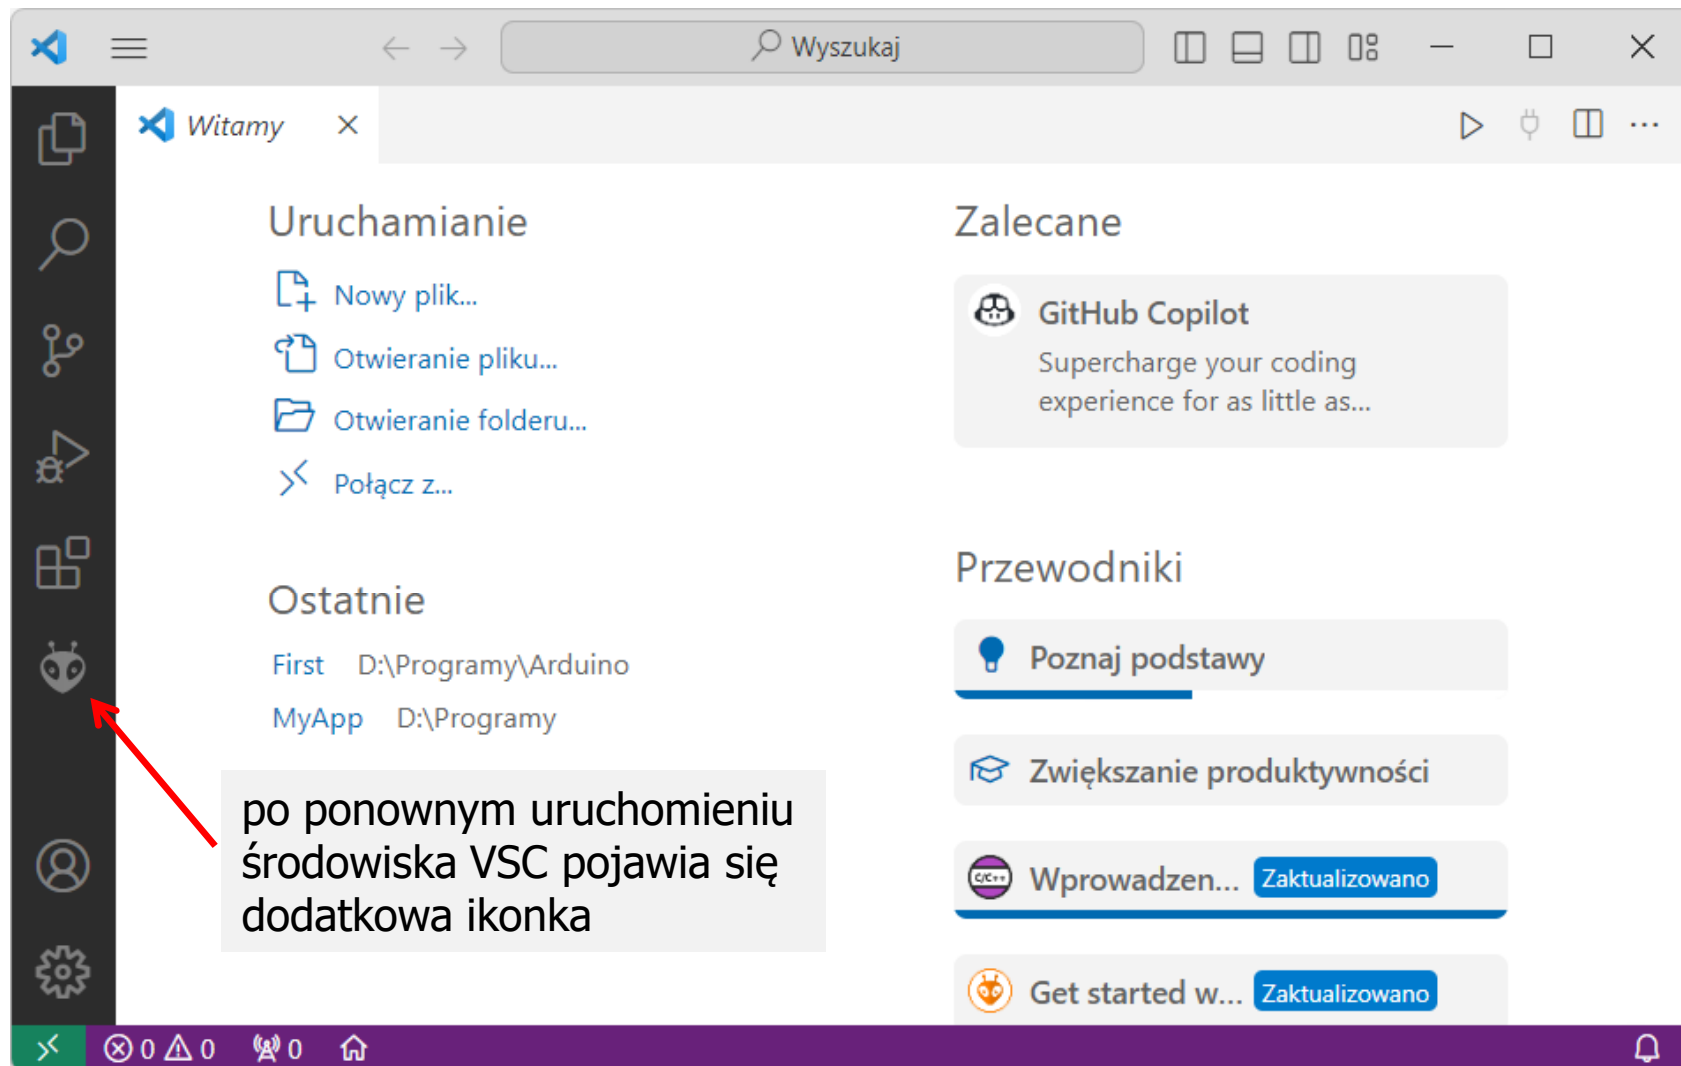 Wyszukaj
Witamy
Uruchamianie
Nowy plik...
Otwieranie pliku...
Otwieranie folderu...
Połącz z...
Ostatnie
First D:\Programy\Arduino
MyApp D:\Programy
po ponownym uruchomieniu
środowiska VSC pojawia się
dodatkowa ikonka
Zalecane
GitHub Copilot
Supercharge your coding
experience for as little as...
Przewodniki
Poznaj podstawy
Zwiększanie produktywności
C/C++ Wprowadzen... Zaktualizowano
Get started w... Zaktualizowano
0 0 0